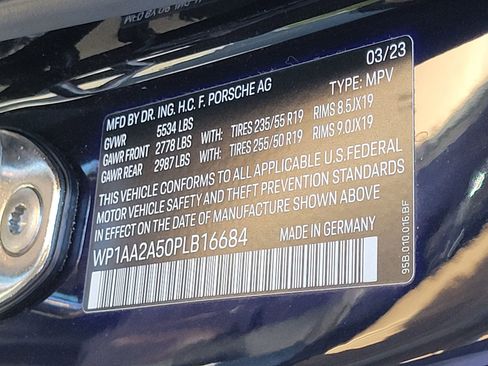 MFD BY DR. ING. H.C. F. PORSCHE AG 03/23
GVWR 5534 LBS TYPE: MPV
GAWR FRONT 2778 LBS WITH: TIRES 235/55 R19 RIMS 8.5JX19
GAWR REAR 2987 LBS WITH: TIRES 255/50 R19 RIMS 9.0JX19
THIS VEHICLE CONFORMS TO ALL APPLICABLE U.S. FEDERAL
MOTOR VEHICLE SAFETY AND THEFT PREVENTION STANDARDS
IN EFFECT ON THE DATE OF MANUFACTURE SHOWN ABOVE
WP1AA2A50PLB16684 MADE IN GERMANY
95B.010.016.BF